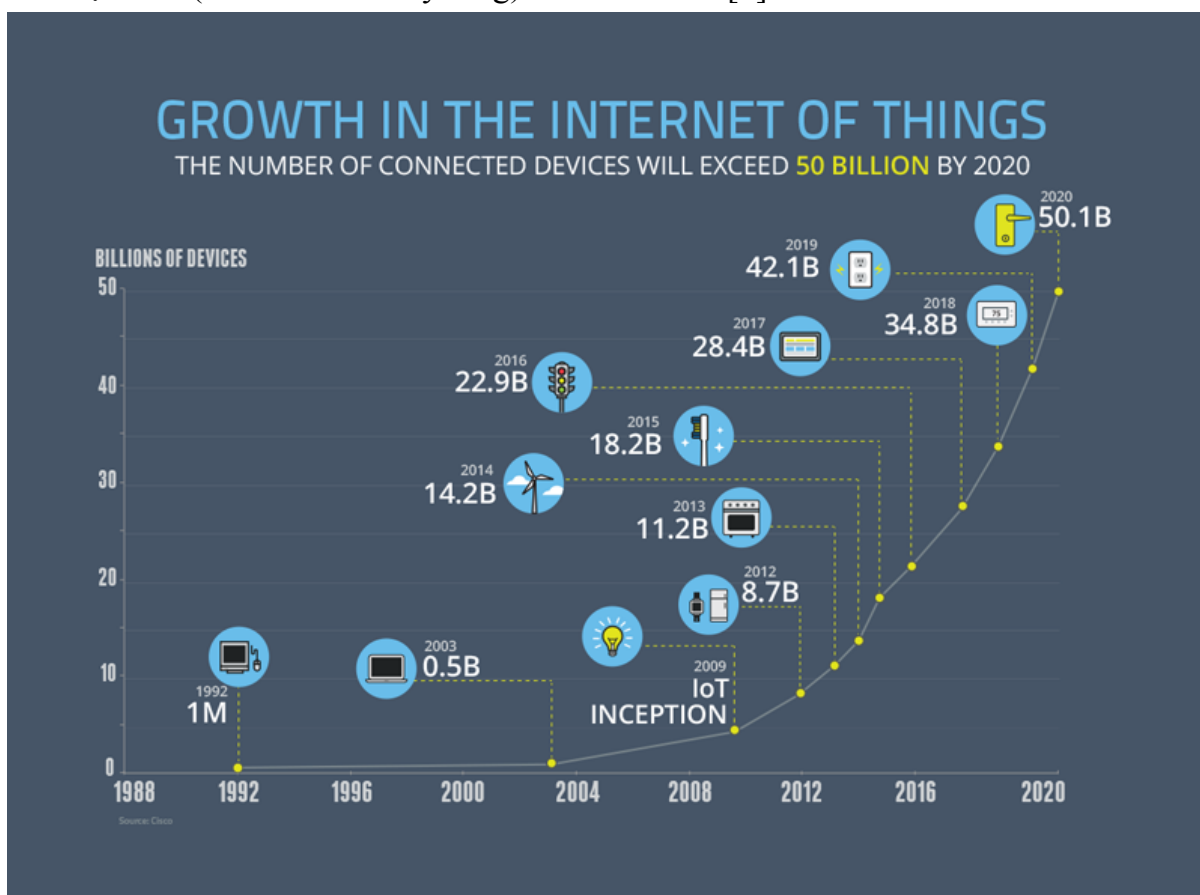 GROWTH IN THE INTERNET OF THINGS
THE NUMBER OF CONNECTED DEVICES WILL EXCEED 50 BILLION BY 2020
2020
50.1B
2019
42.1B
BILLIONS OF DEVICES
50
2018
34.8B
2017
28.4B
2016
22.9B
40
2015
18.2B
2014
14.2B
30
2013
11.2B
20
2012
8.7B
2003
0.5B
10
2009
IoT
INCEPTION
1992
1M
0
1988 1992 1996 2000 2004 2008 2012 2016 2020
Source: Cisco
75